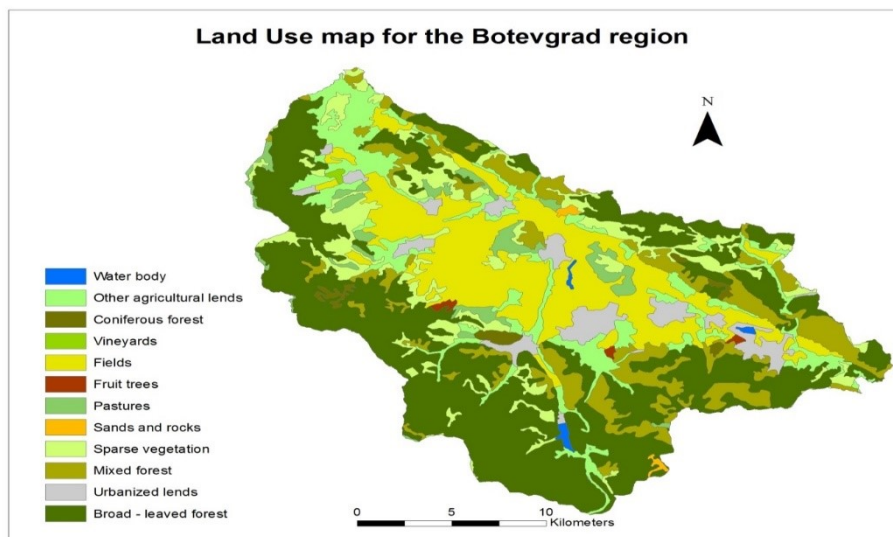 Land Use map for the Botevgrad region
N
Water body
Other agricultural lends
Coniferous forest
Vineyards
Fields
Fruit trees
Pastures
Sands and rocks
Sparse vegetation
Mixed forest
Urbanized lends
Broad - leaved forest
0 5 10
Kilometers